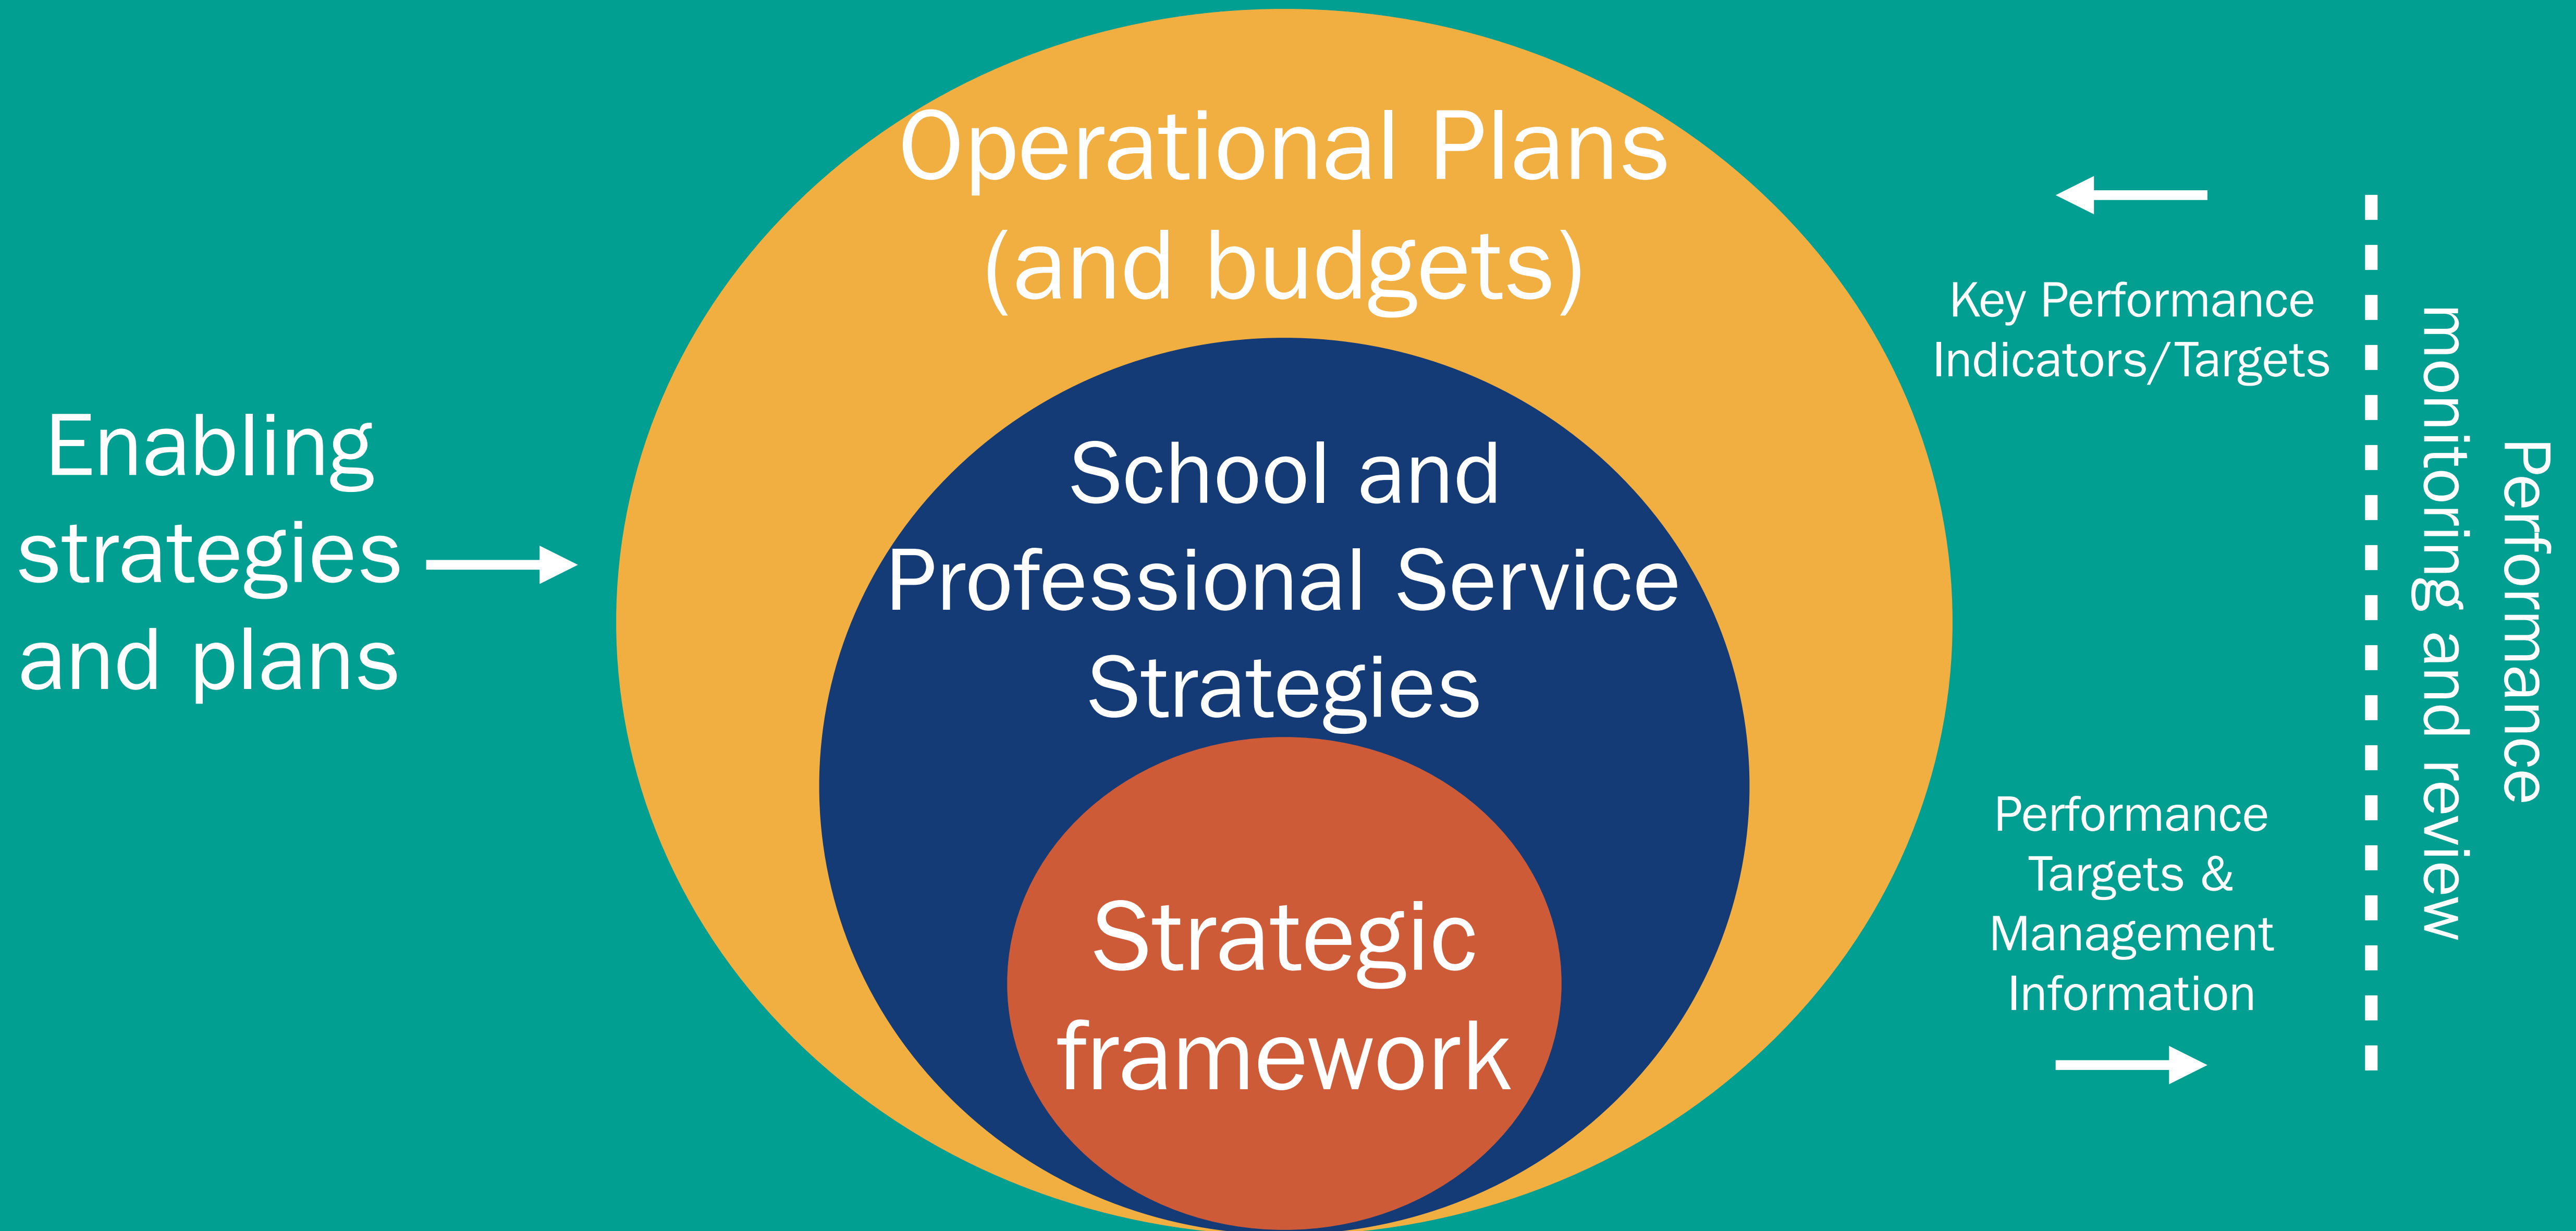 Enabling
strategies
and plans
Operational Plans
(and budgets)
School and
Professional Service
Strategies
Strategic
framework
Key Performance
Indicators/Targets
Performance
Targets &
Management
Information
Performance
monitoring and review